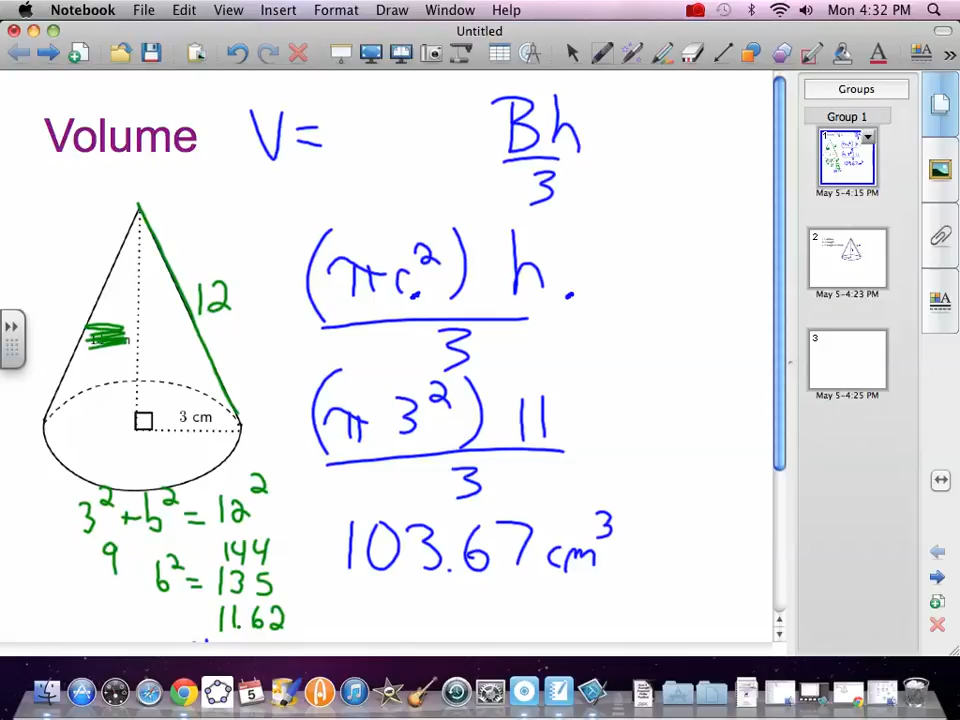 Notebook File Edit View Insert Format Draw Window Help Mon 4:32 PM
Untitled
Groups
Group 1
1
May 5-4:15 PM
2
May 5-4:23 PM
3
May 5-4:25 PM
Volume V = Bh
3
(πr²) h
3
12
3 cm
(π 3²) 11
3
103.67 cm³
3² + b² = 12²
9 144
b² = 135
11.62
5